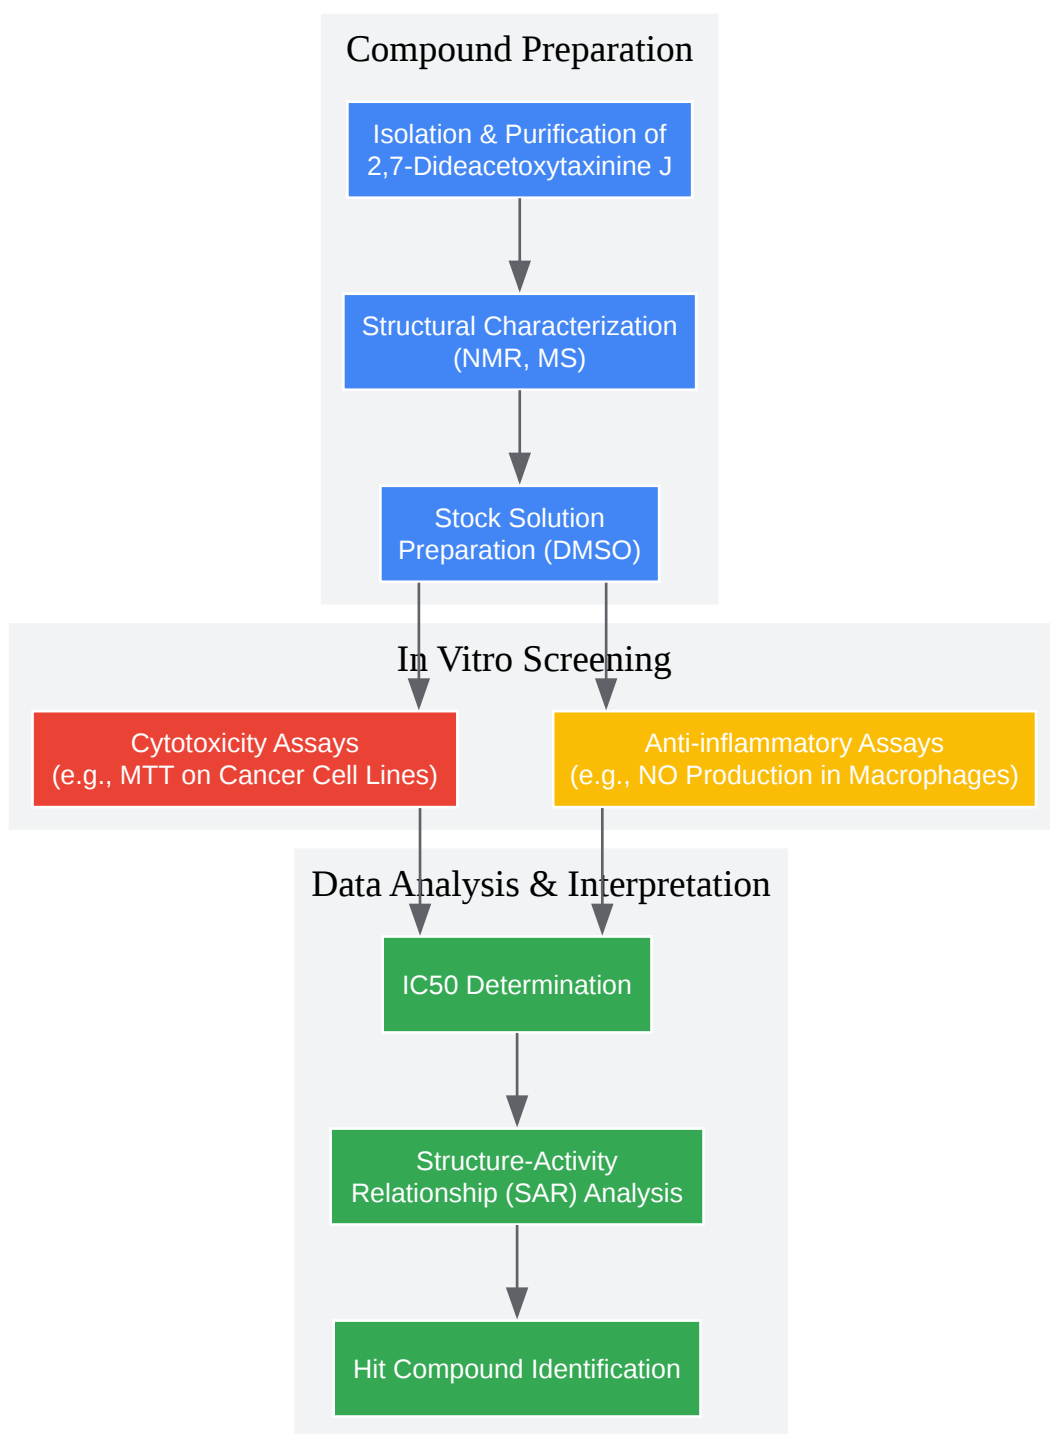 Compound Preparation
Isolation & Purification of
2,7-Dideacetoxytaxinine J
Structural Characterization
(NMR, MS)
Stock Solution
Preparation (DMSO)
In Vitro Screening
Cytotoxicity Assays
(e.g., MTT on Cancer Cell Lines)
Anti-inflammatory Assays
(e.g., NO Production in Macrophages)
Data Analysis & Interpretation
IC50 Determination
Structure-Activity
Relationship (SAR) Analysis
Hit Compound Identification